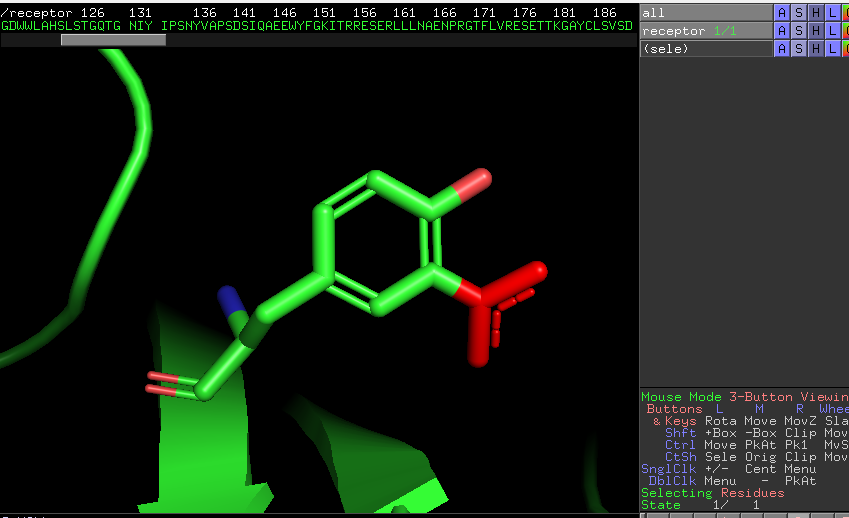 /receptor 126 131 136 141 146 151 156 161 166 171 176 181 186
GDWWLAHSLSTGQTG NIY IPSNYVAPSDSIQAEEWYFGKITRRESERLLLNAENPRGTFLVRESETTKGAYCLSVSD
all A S H L
receptor 1/1 A S H L
(sele) A S H L
Mouse Mode 3-Button Viewin
Buttons L M R Whee
& Keys Rota Move MovZ Sla
Shft +Box -Box Clip Mov
Ctrl Move PkAt Pk1 MvS
CtSh Sele Orig Clip Mov
SnglClk +/- Cent Menu
DblClk Menu - PkAt
Selecting Residues
State 1/ 1